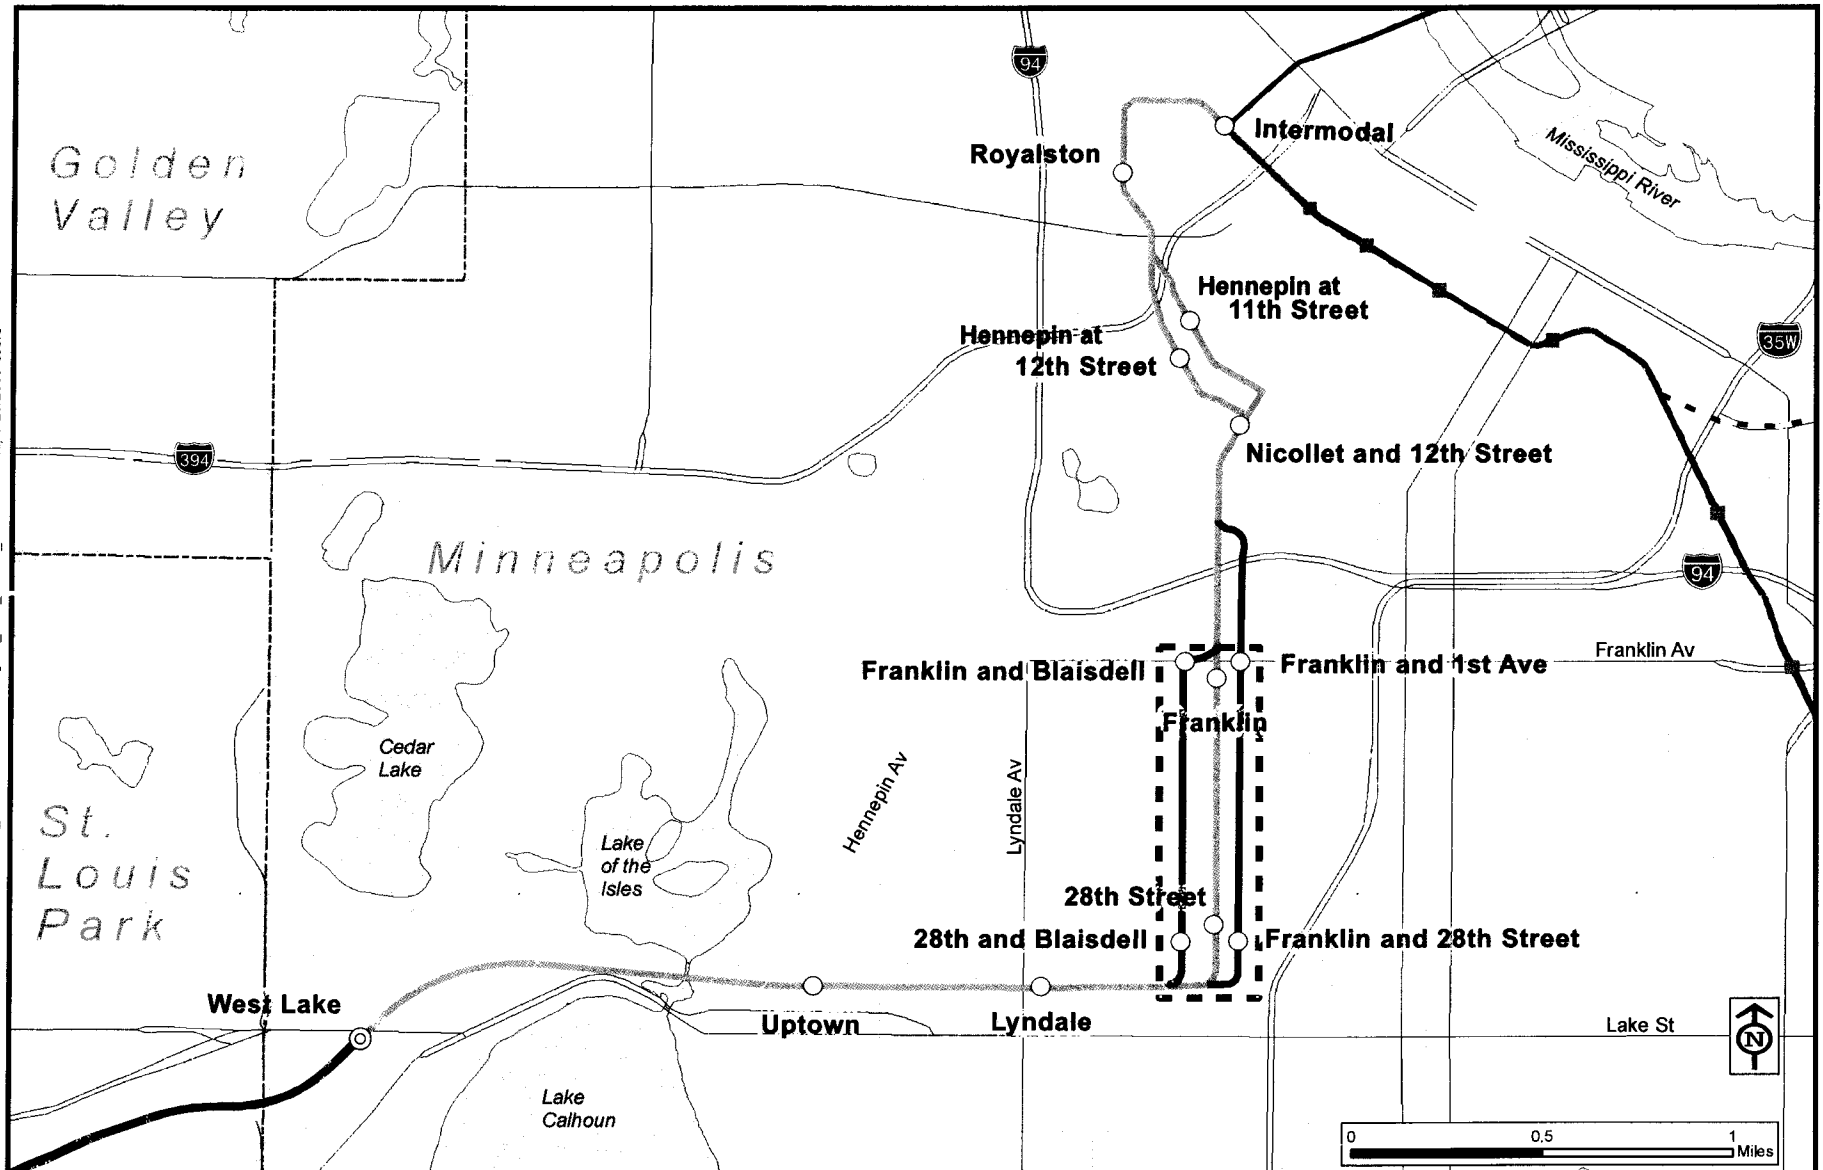 94
Intermodal
Royalston
Mississippi River
Golden
Valley
Hennepin at
11th Street
Hennepin at
12th Street
35W
394
Nicollet and 12th Street
Minneapolis
94
Franklin Av
Franklin and Blaisdell
Franklin and 1st Ave
Franklin
Cedar
Lake
Hennepin Av
Lyndale Av
St.
Louis
Park
Lake
of the
Isles
28th Street
28th and Blaisdell
Franklin and 28th Street
West Lake
Uptown
Lyndale
Lake St
N
Lake
Calhoun
0
0.5
1
Miles